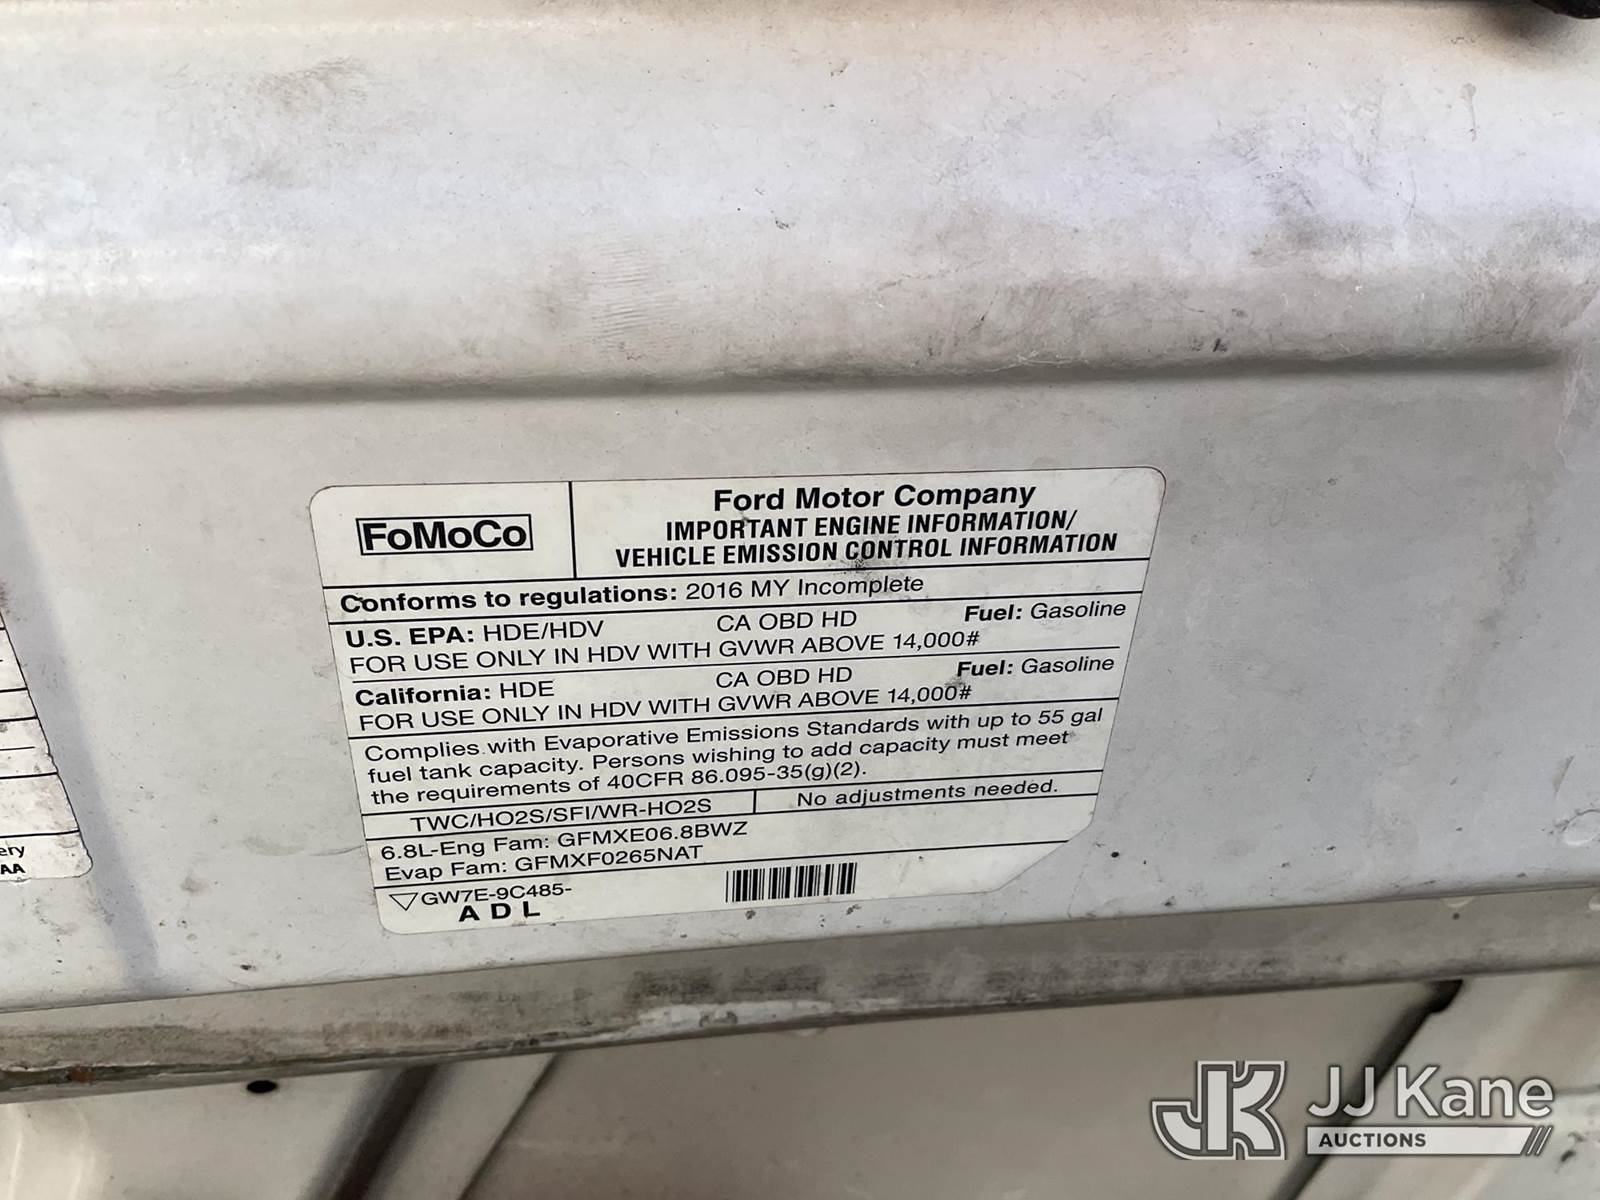 FoMoCo
Ford Motor Company
IMPORTANT ENGINE INFORMATION/
VEHICLE EMISSION CONTROL INFORMATION
Conforms to regulations: 2016 MY Incomplete
U.S. EPA: HDE/HDV CA OBD HD Fuel: Gasoline
FOR USE ONLY IN HDV WITH GVWR ABOVE 14,000#
California: HDE CA OBD HD Fuel: Gasoline
FOR USE ONLY IN HDV WITH GVWR ABOVE 14,000#
Complies with Evaporative Emissions Standards with up to 55 gal
fuel tank capacity. Persons wishing to add capacity must meet
the requirements of 40CFR 86.095-35(g)(2).
TWC/HO2S/SFI/WR-HO2S No adjustments needed.
6.8L-Eng Fam: GFMXE06.8BWZ
Evap Fam: GFMXF0265NAT
GW7E-9C485-
A D L
ery
AA
JK JJ Kane
AUCTIONS